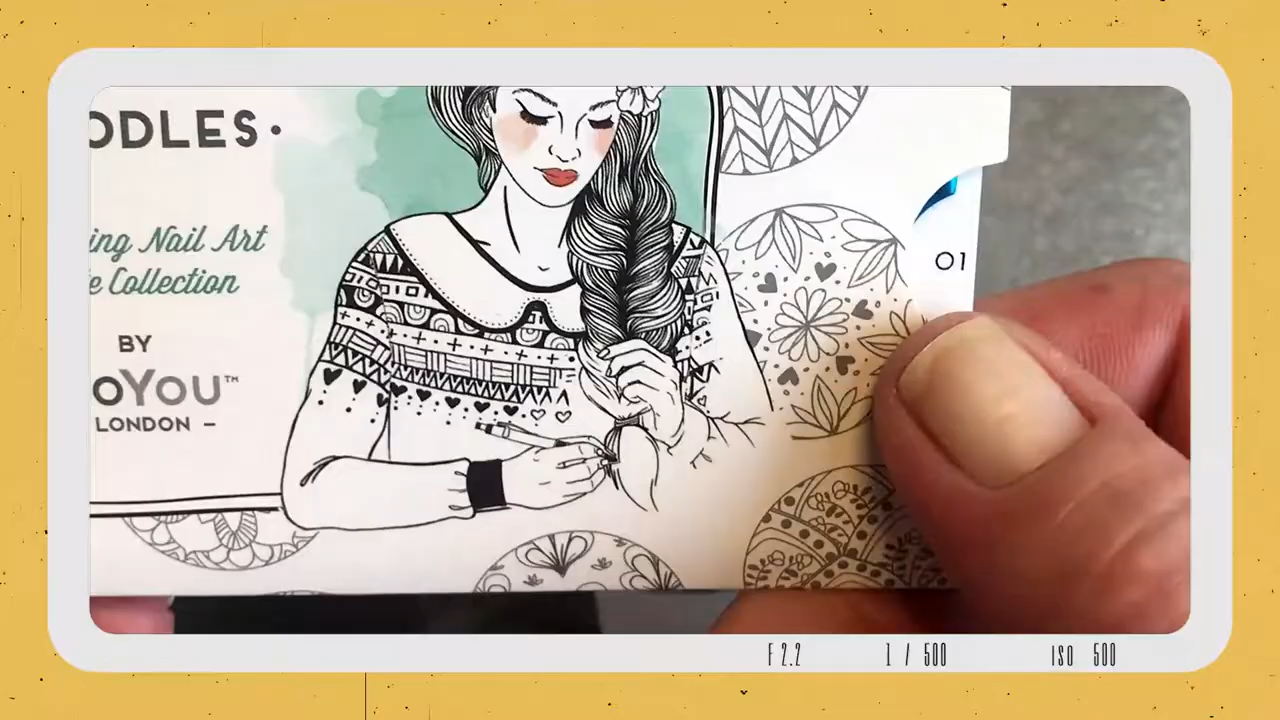 ODLES·
ing Nail Art
e Collection
BY
oYou™
LONDON –
01
F 2.2 1 / 500 ISO 500